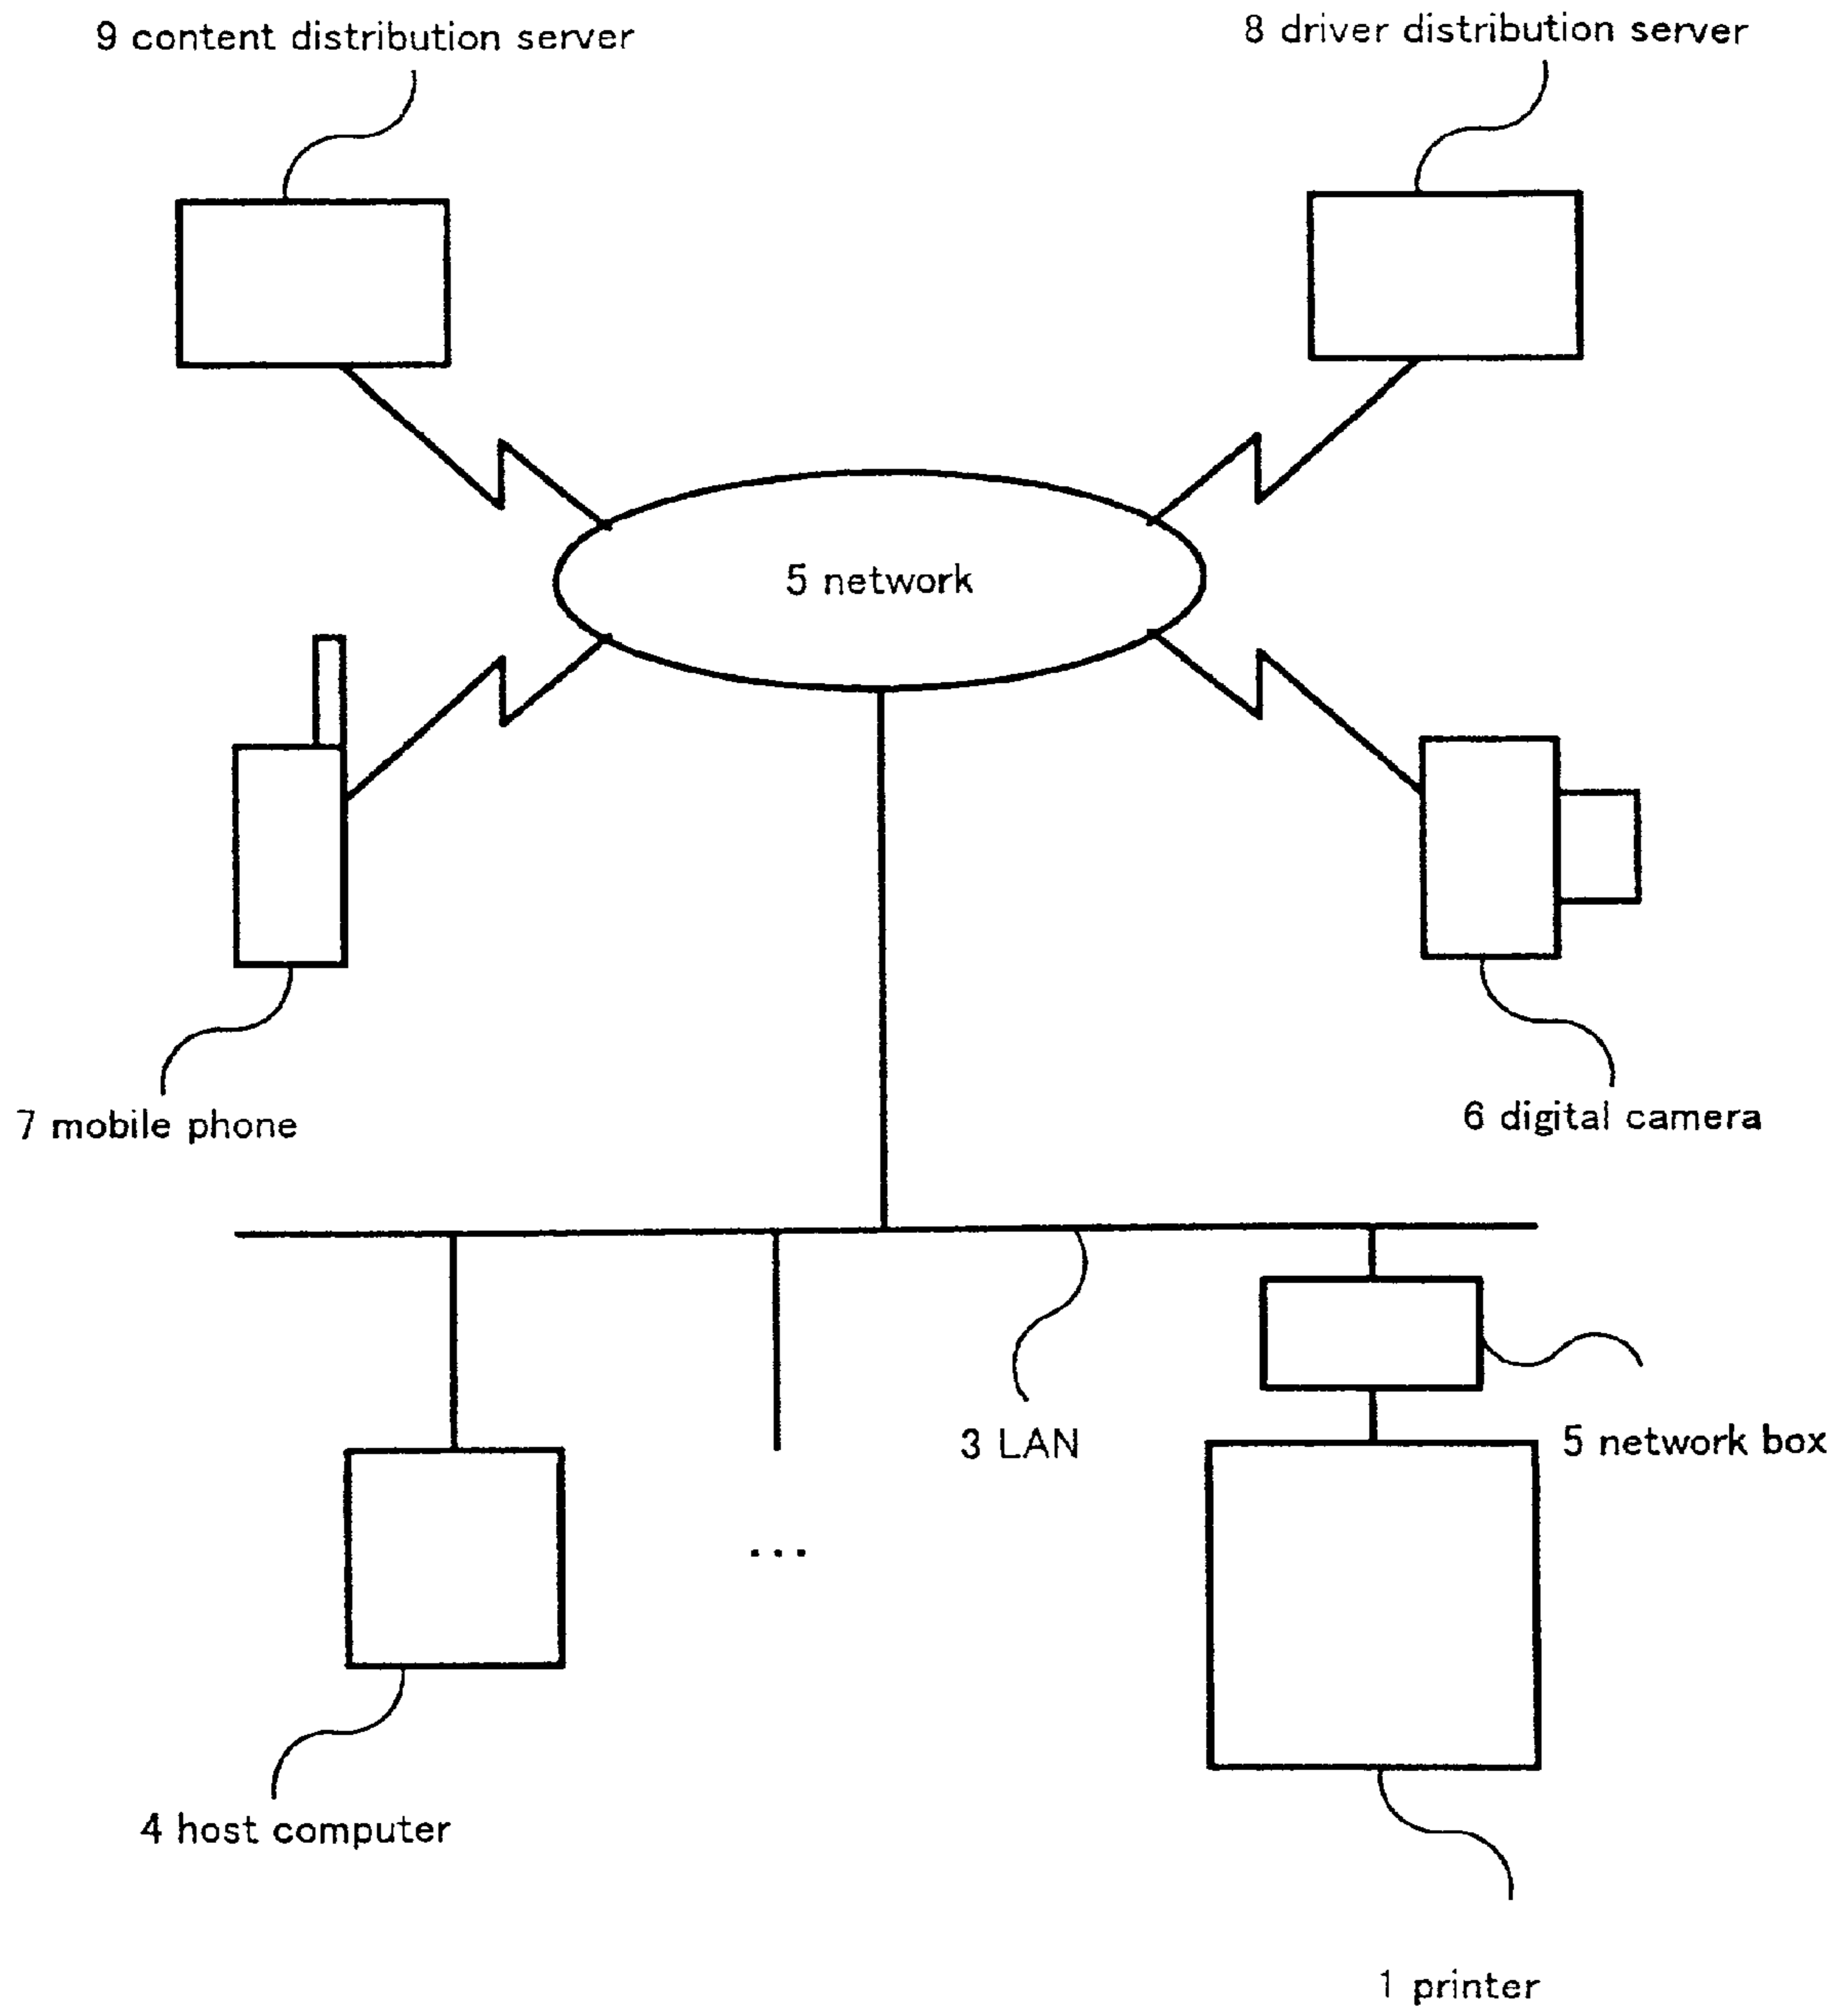 9 content distribution server
8 driver distribution server
5 network
7 mobile phone
6 digital camera
3 LAN
5 network box
...
4 host computer
1 printer